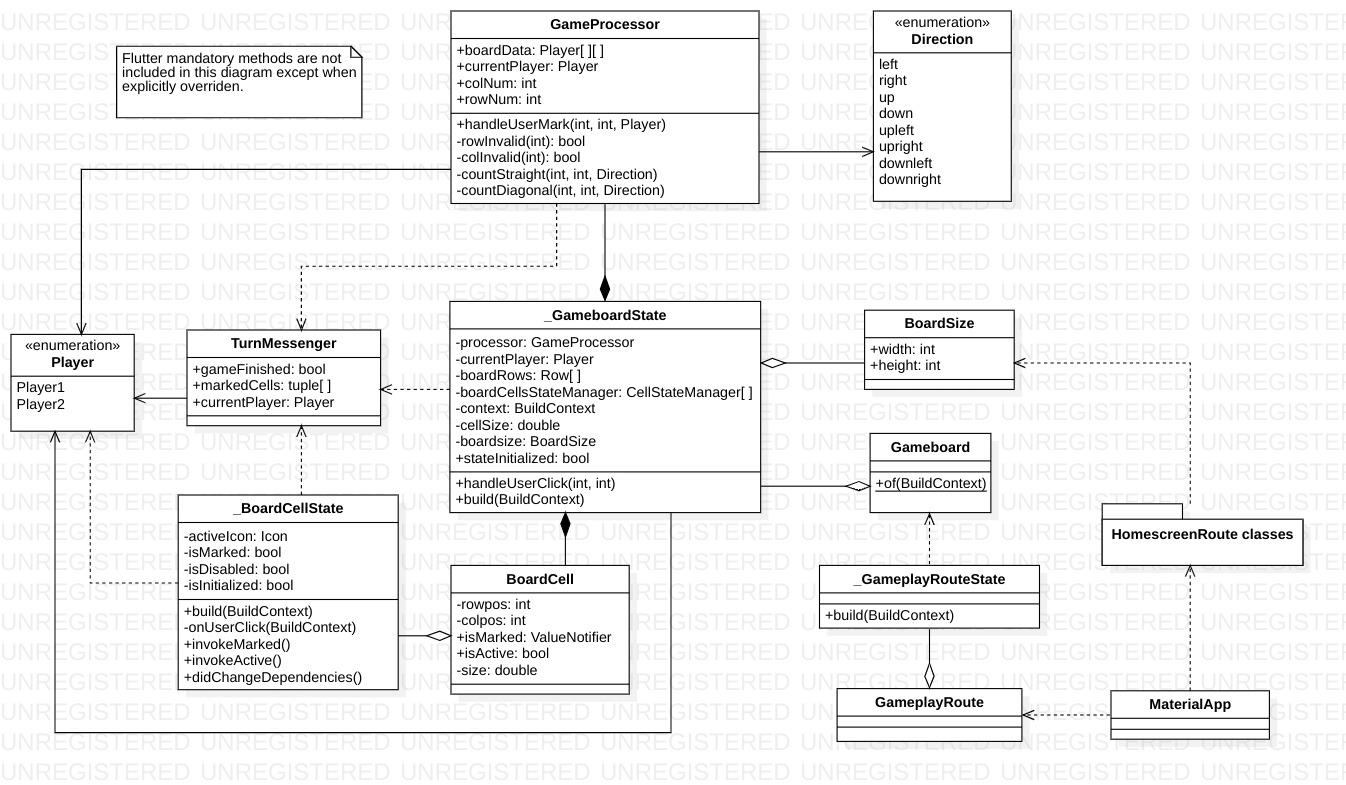 GameProcessor
+boardData: Player[ ][ ]
+currentPlayer: Player
+colNum: int
+rowNum: int
+handleUserMark(int, int, Player)
-rowInvalid(int): bool
-colInvalid(int): bool
-countStraight(int, int, Direction)
-countDiagonal(int, int, Direction)
«enumeration»
Direction
left
right
up
down
upleft
upright
downleft
downright
Flutter mandatory methods are not
included in this diagram except when
explicitly overriden.
«enumeration»
Player
Player1
Player2
TurnMessenger
+gameFinished: bool
+markedCells: tuple[ ]
+currentPlayer: Player
_GameboardState
-processor: GameProcessor
-currentPlayer: Player
-boardRows: Row[ ]
-boardCellsStateManager: CellStateManager[ ]
-context: BuildContext
-cellSize: double
-boardsize: BoardSize
+stateInitialized: bool
+handleUserClick(int, int)
+build(BuildContext)
BoardSize
+width: int
+height: int
Gameboard
+of(BuildContext)
_BoardCellState
-activeIcon: Icon
-isMarked: bool
-isDisabled: bool
-isInitialized: bool
+build(BuildContext)
-onUserClick(BuildContext)
+invokeMarked()
+invokeActive()
+didChangeDependencies()
BoardCell
-rowpos: int
-colpos: int
+isMarked: ValueNotifier
+isActive: bool
-size: double
_GameplayRouteState
+build(BuildContext)
HomescreenRoute classes
GameplayRoute
MaterialApp
UNREGISTERED